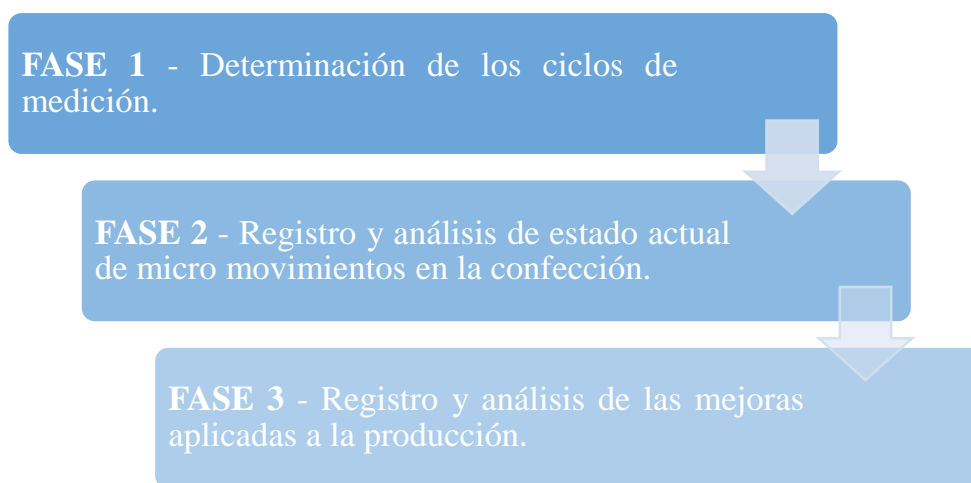 FASE 1 - Determinación de los ciclos de
medición.
FASE 2 - Registro y análisis de estado actual
de micro movimientos en la confección.
FASE 3 - Registro y análisis de las mejoras
aplicadas a la producción.